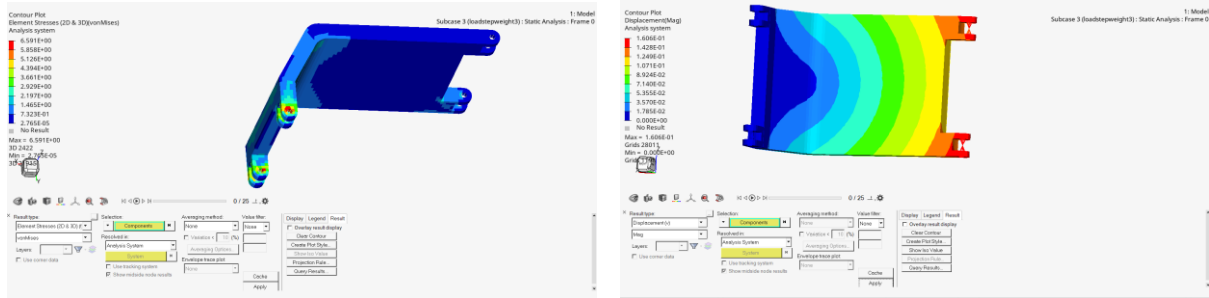 Contour Plot
Element Stresses (2D & 3D)(vonMises)
Analysis system
6.591E+00
5.858E+00
5.126E+00
4.394E+00
3.661E+00
2.929E+00
2.197E+00
1.465E+00
7.323E-01
2.765E-05
No Result
Max = 6.591E+00
3D 2422
Min = 2.765E-05
1: Model
Subcase 3 (loadstepweight3) : Static Analysis : Frame 0
0 / 25
Result type:
Element Stresses (2D & 3D) (
vonMises
Layers:
Use corner data
Selection:
Components
Resolved in:
Analysis System
System
Use tracking system
Show midside node results
Averaging method:
None
Variation < 10 (%)
Averaging Options...
Envelope trace plot:
None
Value filter:
None
Cache
Apply
Display Legend Result
Overlay result display
Clear Contour
Create Plot Style...
Show Iso Value
Projection Rule...
Query Results...
Contour Plot
Displacement(Mag)
Analysis system
1.606E-01
1.428E-01
1.249E-01
1.071E-01
8.924E-02
7.140E-02
5.355E-02
3.570E-02
1.785E-02
0.000E+00
No Result
Max = 1.606E-01
Grids 28011
Min = 0.000E+00
1: Model
Subcase 3 (loadstepweight3) : Static Analysis : Frame 0
0 / 25
Result type:
Displacement (v)
Mag
Layers:
Use corner data
Selection:
Components
Resolved in:
Analysis System
System
Use tracking system
Show midside node results
Averaging method:
None
Variation < 10 (%)
Averaging Options...
Envelope trace plot:
None
Value filter:
None
Cache
Apply
Display Legend Result
Overlay result display
Clear Contour
Create Plot Style...
Show Iso Value
Projection Rule...
Query Results...